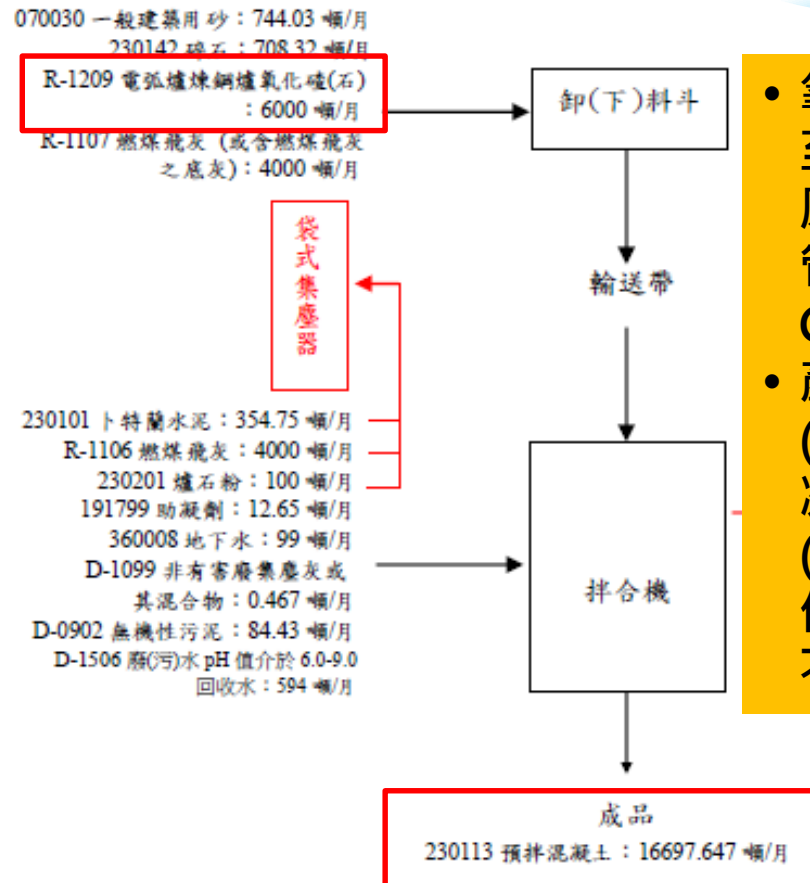 070030 一般建築用砂：744.03 噸/月
230142 碎石：708.32 噸/月
R-1209 電弧爐煉鋼爐氧化碴(石)
：6000 噸/月
R-1107 燃煤飛灰 (或含燃煤飛灰
之底灰)：4000 噸/月
卸(下)料斗
輸送帶
袋式集塵器
230101 卜特蘭水泥：354.75 噸/月
R-1106 燃煤飛灰：4000 噸/月
230201 爐石粉：100 噸/月
191799 助凝劑：12.65 噸/月
360008 地下水：99 噸/月
D-1099 非有害廢集塵灰或
其混合物：0.467 噸/月
D-0902 無機性污泥：84.43 噸/月
D-1506 廢(污)水 pH 值介於 6.0-9.0
回收水：594 噸/月
拌合機
成品
230113 預拌混凝土：16697.647 噸/月